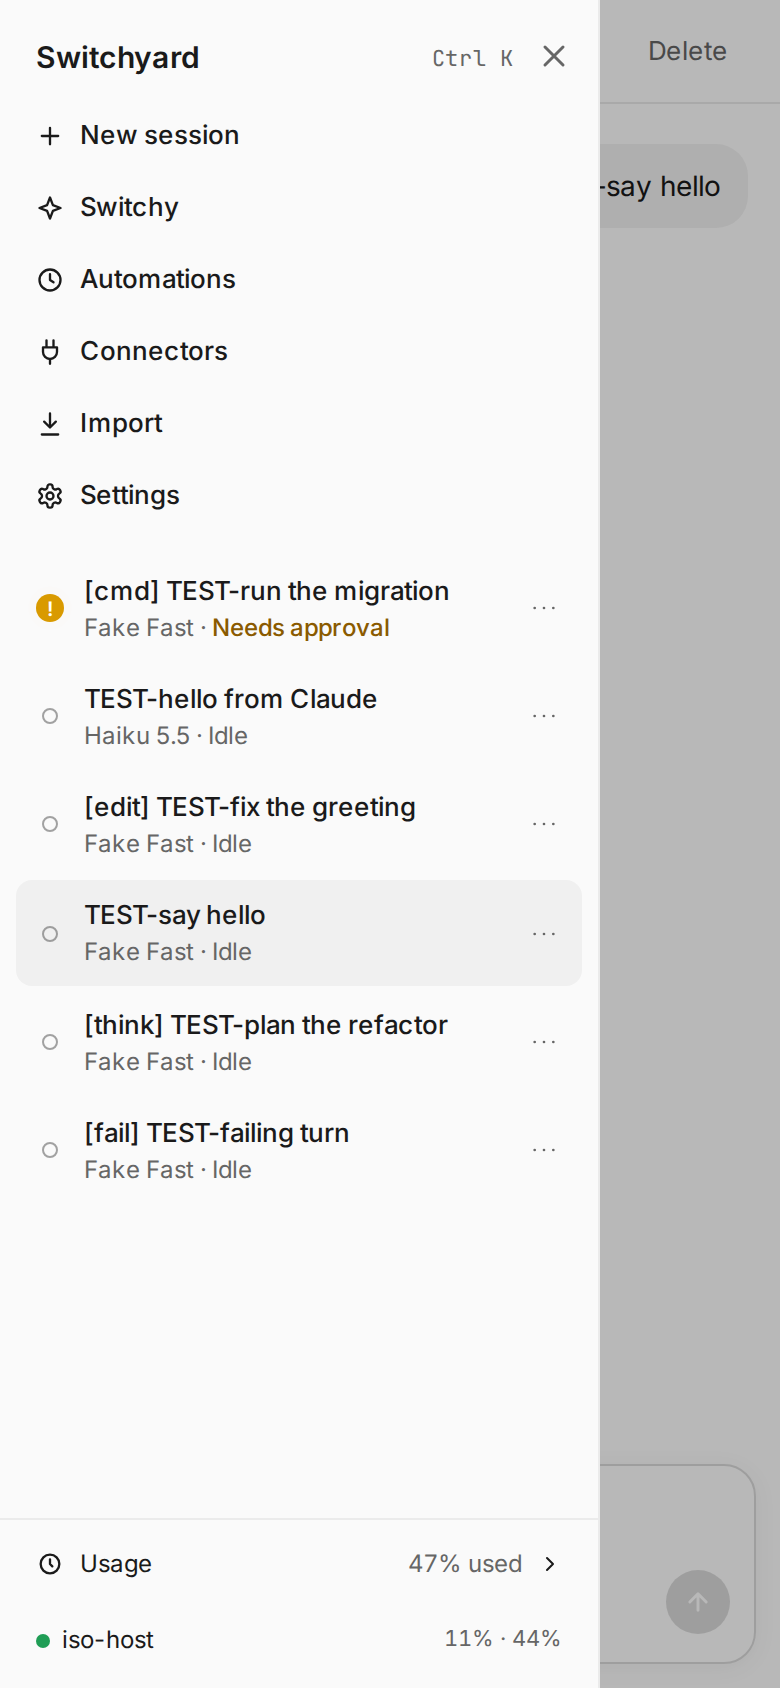 Switchyard Ctrl K
Delete
New session
-say hello
Switchy
Automations
Connectors
Import
Settings
[cmd] TEST-run the migration
Fake Fast · Needs approval
TEST-hello from Claude
Haiku 5.5 · Idle
[edit] TEST-fix the greeting
Fake Fast · Idle
TEST-say hello
Fake Fast · Idle
[think] TEST-plan the refactor
Fake Fast · Idle
[fail] TEST-failing turn
Fake Fast · Idle
Usage 47% used
iso-host 11% · 44%